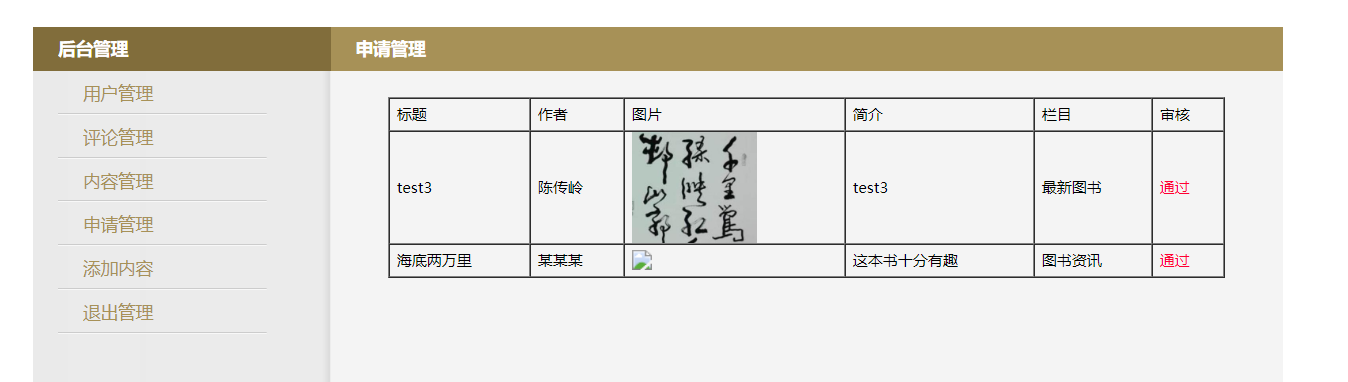 后台管理
申请管理
用户管理
评论管理
内容管理
申请管理
添加内容
退出管理
标题 作者 图片 简介 栏目 审核
test3 陈传岭 test3 最新图书 通过
海底两万里 某某某 这本书十分有趣 图书资讯 通过